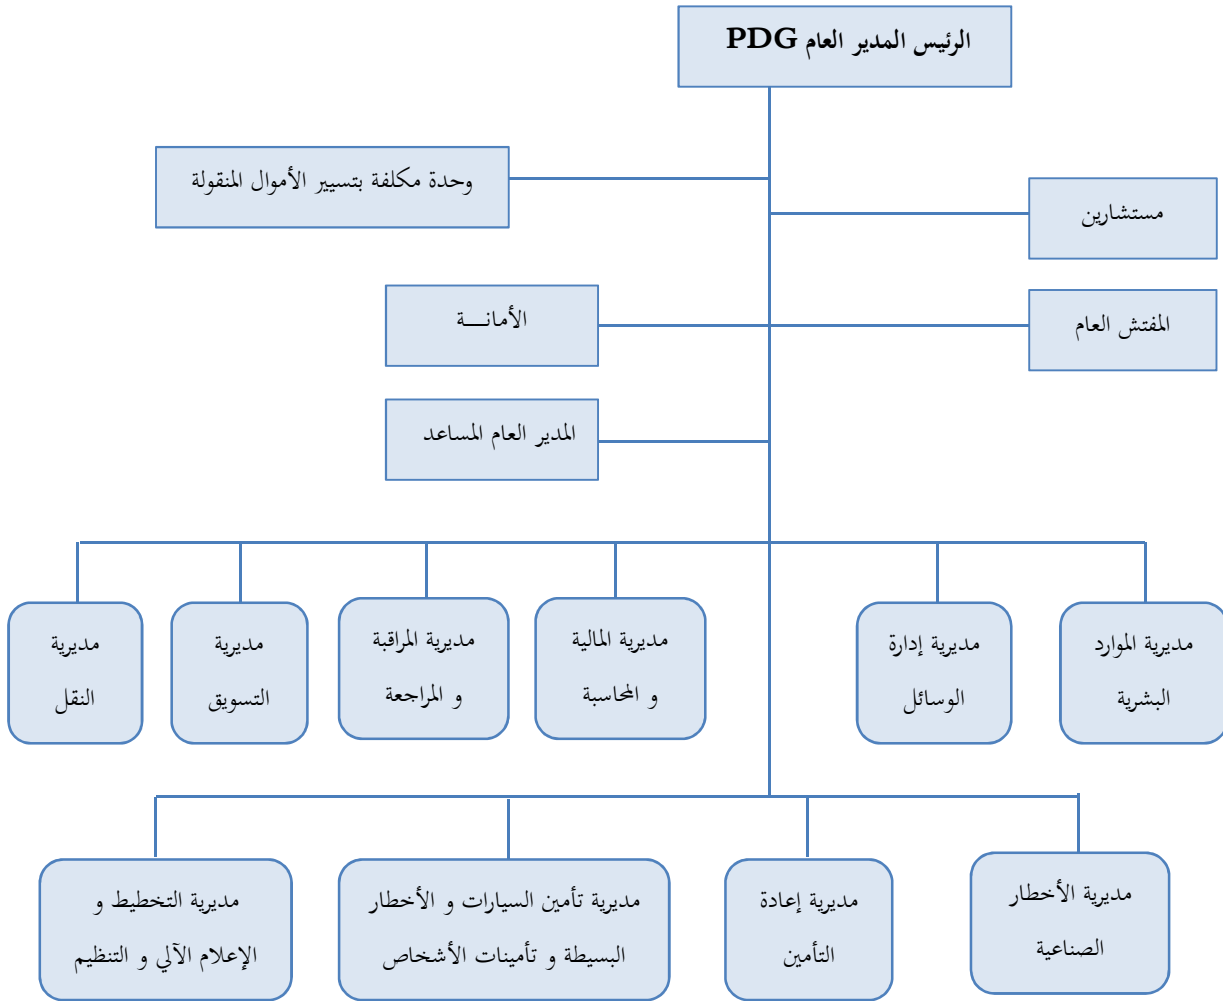 الرئيس المدير العام PDG
وحدة مكلفة بتسيير الأموال المنقولة
مستشارين
الأمانــة
المفتش العام
المدير العام المساعد
مديرية الموارد
البشرية
مديرية إدارة
الوسائل
مديرية المالية
و المحاسبة
مديرية المراقبة
و المراجعة
مديرية
التسويق
مديرية
النقل
مديرية الأخطار
الصناعية
مديرية إعادة
التأمين
مديرية تأمين السيارات و الأخطار
البسيطة و تأمينات الأشخاص
مديرية التخطيط و
الإعلام الآلي و التنظيم